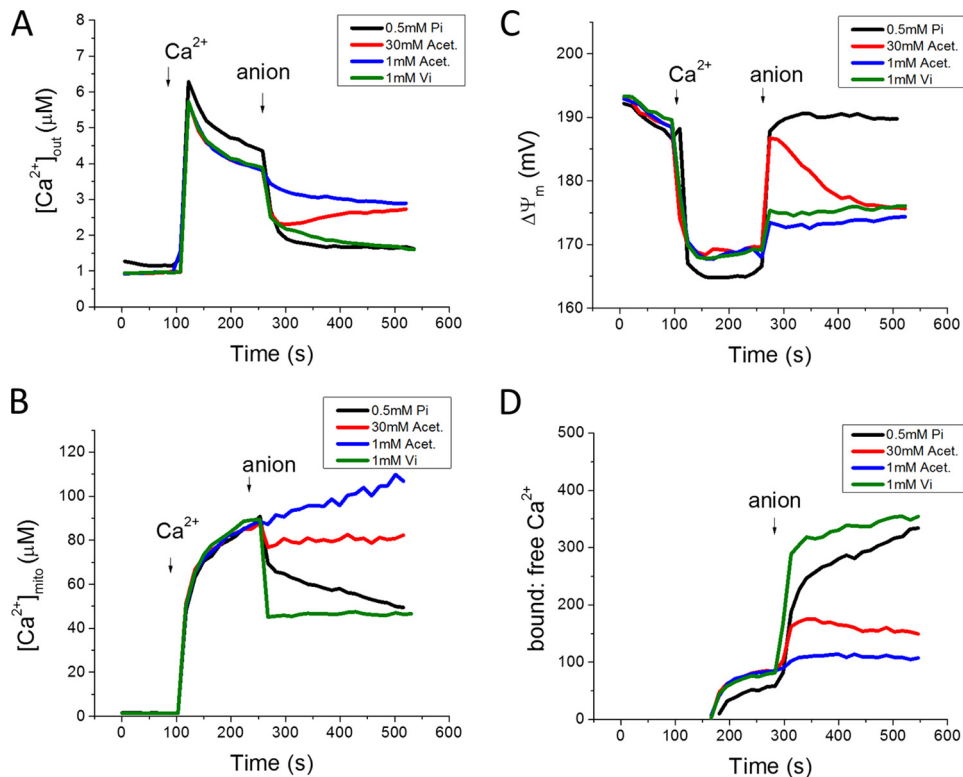 A
0.5mM Pi
30mM Acet.
1mM Acet.
1mM Vi
Ca²⁺
anion
[Ca²⁺]out (μM)
8
7
6
5
4
3
2
1
0
0 100 200 300 400 500 600
Time (s)
C
0.5mM Pi
30mM Acet.
1mM Acet.
1mM Vi
Ca²⁺
anion
ΔΨm (mV)
200
190
180
170
160
0 100 200 300 400 500 600
Time (s)
B
0.5mM Pi
30mM Acet.
1mM Acet.
1mM Vi
Ca²⁺
anion
[Ca²⁺]mito (μM)
120
100
80
60
40
20
0
0 100 200 300 400 500 600
Time (s)
D
0.5mM Pi
30mM Acet.
1mM Acet.
1mM Vi
anion
bound: free Ca²⁺
500
400
300
200
100
0
0 100 200 300 400 500 600
Time (s)